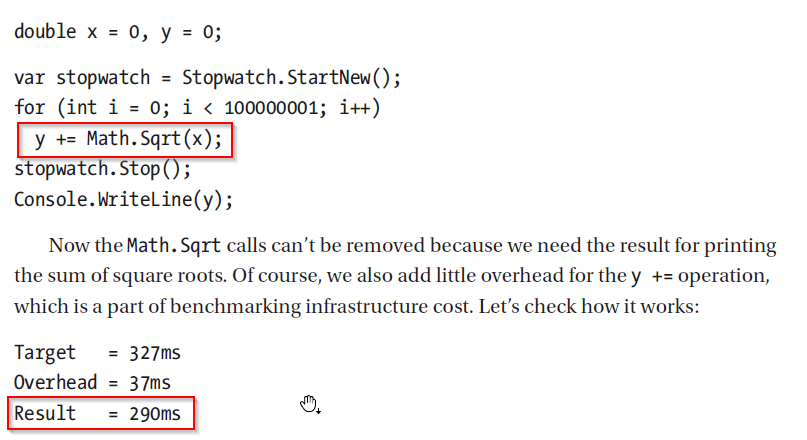 double x = 0, y = 0;
var stopwatch = Stopwatch.StartNew();
for (int i = 0; i < 100000001; i++)
  y += Math.Sqrt(x);
stopwatch.Stop();
Console.WriteLine(y);
Now the Math.Sqrt calls can’t be removed because we need the result for printing
the sum of square roots. Of course, we also add little overhead for the y += operation,
which is a part of benchmarking infrastructure cost. Let’s check how it works:
Target   = 327ms
Overhead = 37ms
Result   = 290ms